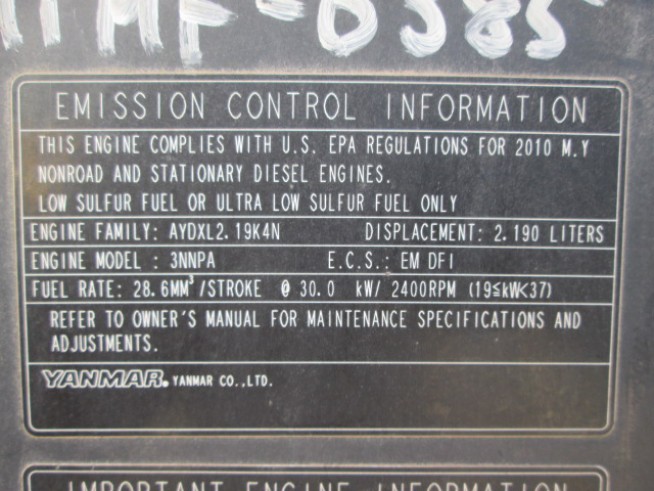 EMISSION CONTROL INFORMATION
THIS ENGINE COMPLIES WITH U.S. EPA REGULATIONS FOR 2010 M.Y
NONROAD AND STATIONARY DIESEL ENGINES.
LOW SULFUR FUEL OR ULTRA LOW SULFUR FUEL ONLY
ENGINE FAMILY: AYDXL2.19K4N DISPLACEMENT: 2.190 LITERS
ENGINE MODEL : 3NNPA E.C.S.: EM DFI
FUEL RATE: 28.6MM³/STROKE @ 30.0 kW/ 2400RPM (19≤kW<37)
REFER TO OWNER'S MANUAL FOR MAINTENANCE SPECIFICATIONS AND
ADJUSTMENTS.
YANMAR. YANMAR CO.,LTD.
IMPORTANT ENGINE INFORMATION